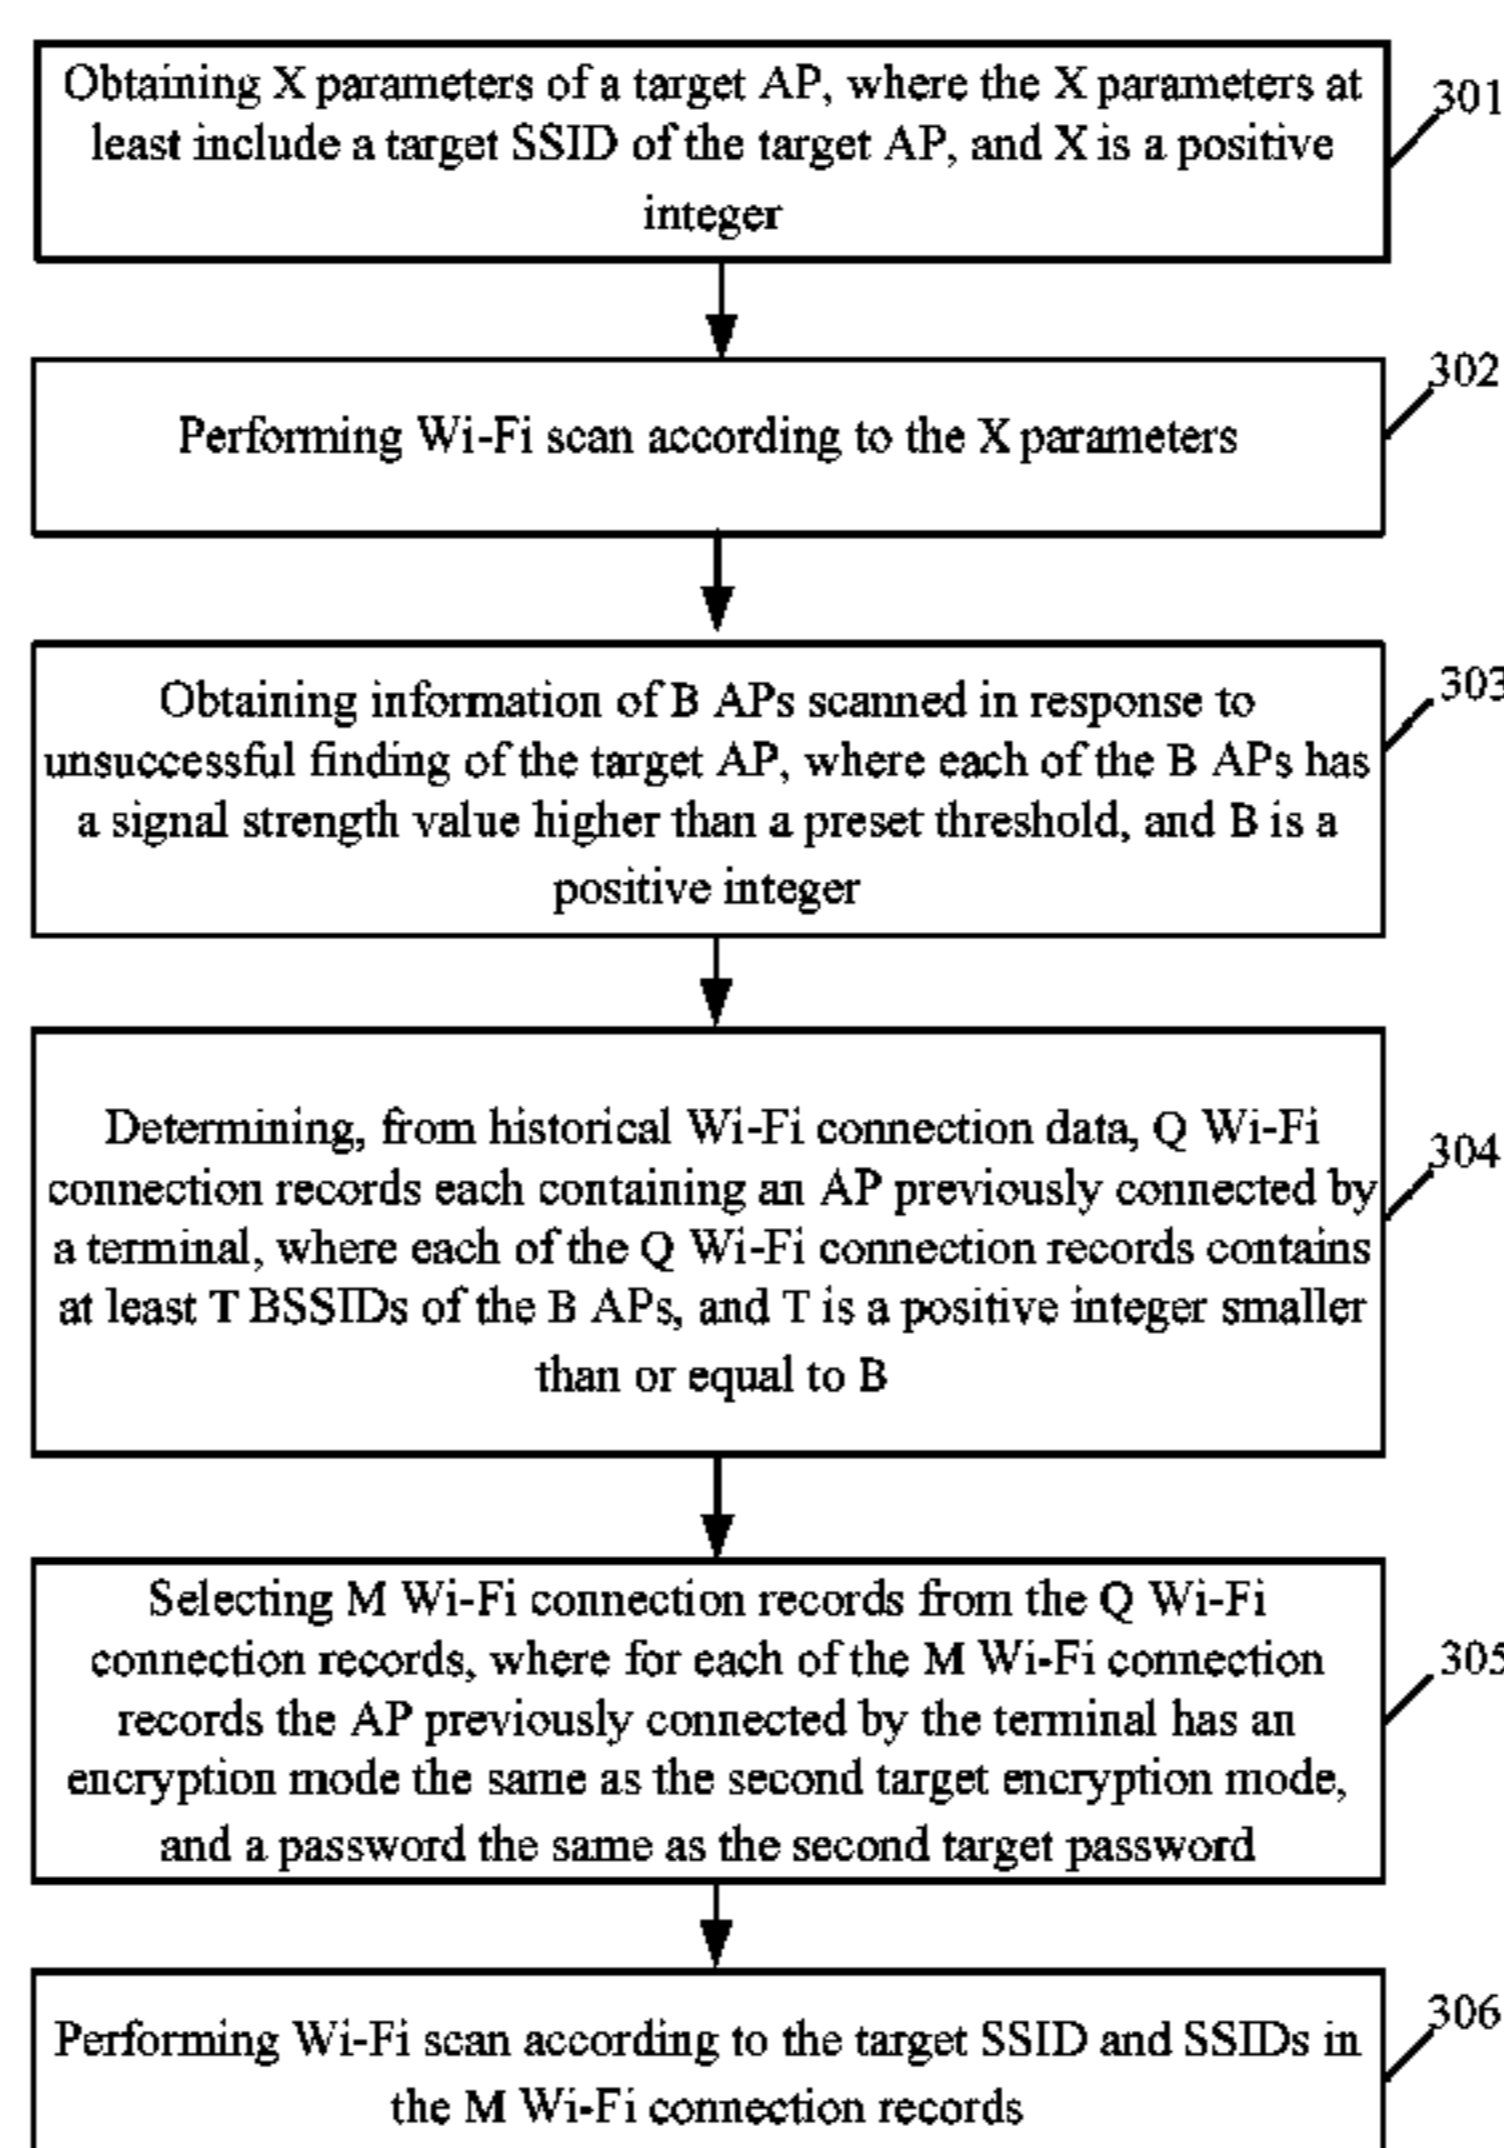 Obtaining X parameters of a target AP, where the X parameters at
least include a target SSID of the target AP, and X is a positive
integer
301
Performing Wi-Fi scan according to the X parameters
302
Obtaining information of B APs scanned in response to
unsuccessful finding of the target AP, where each of the B APs has
a signal strength value higher than a preset threshold, and B is a
positive integer
303
Determining, from historical Wi-Fi connection data, Q Wi-Fi
connection records each containing an AP previously connected by
a terminal, where each of the Q Wi-Fi connection records contains
at least T BSSIDs of the B APs, and T is a positive integer smaller
than or equal to B
304
Selecting M Wi-Fi connection records from the Q Wi-Fi
connection records, where for each of the M Wi-Fi connection
records the AP previously connected by the terminal has an
encryption mode the same as the second target encryption mode,
and a password the same as the second target password
305
Performing Wi-Fi scan according to the target SSID and SSIDs in
the M Wi-Fi connection records
306